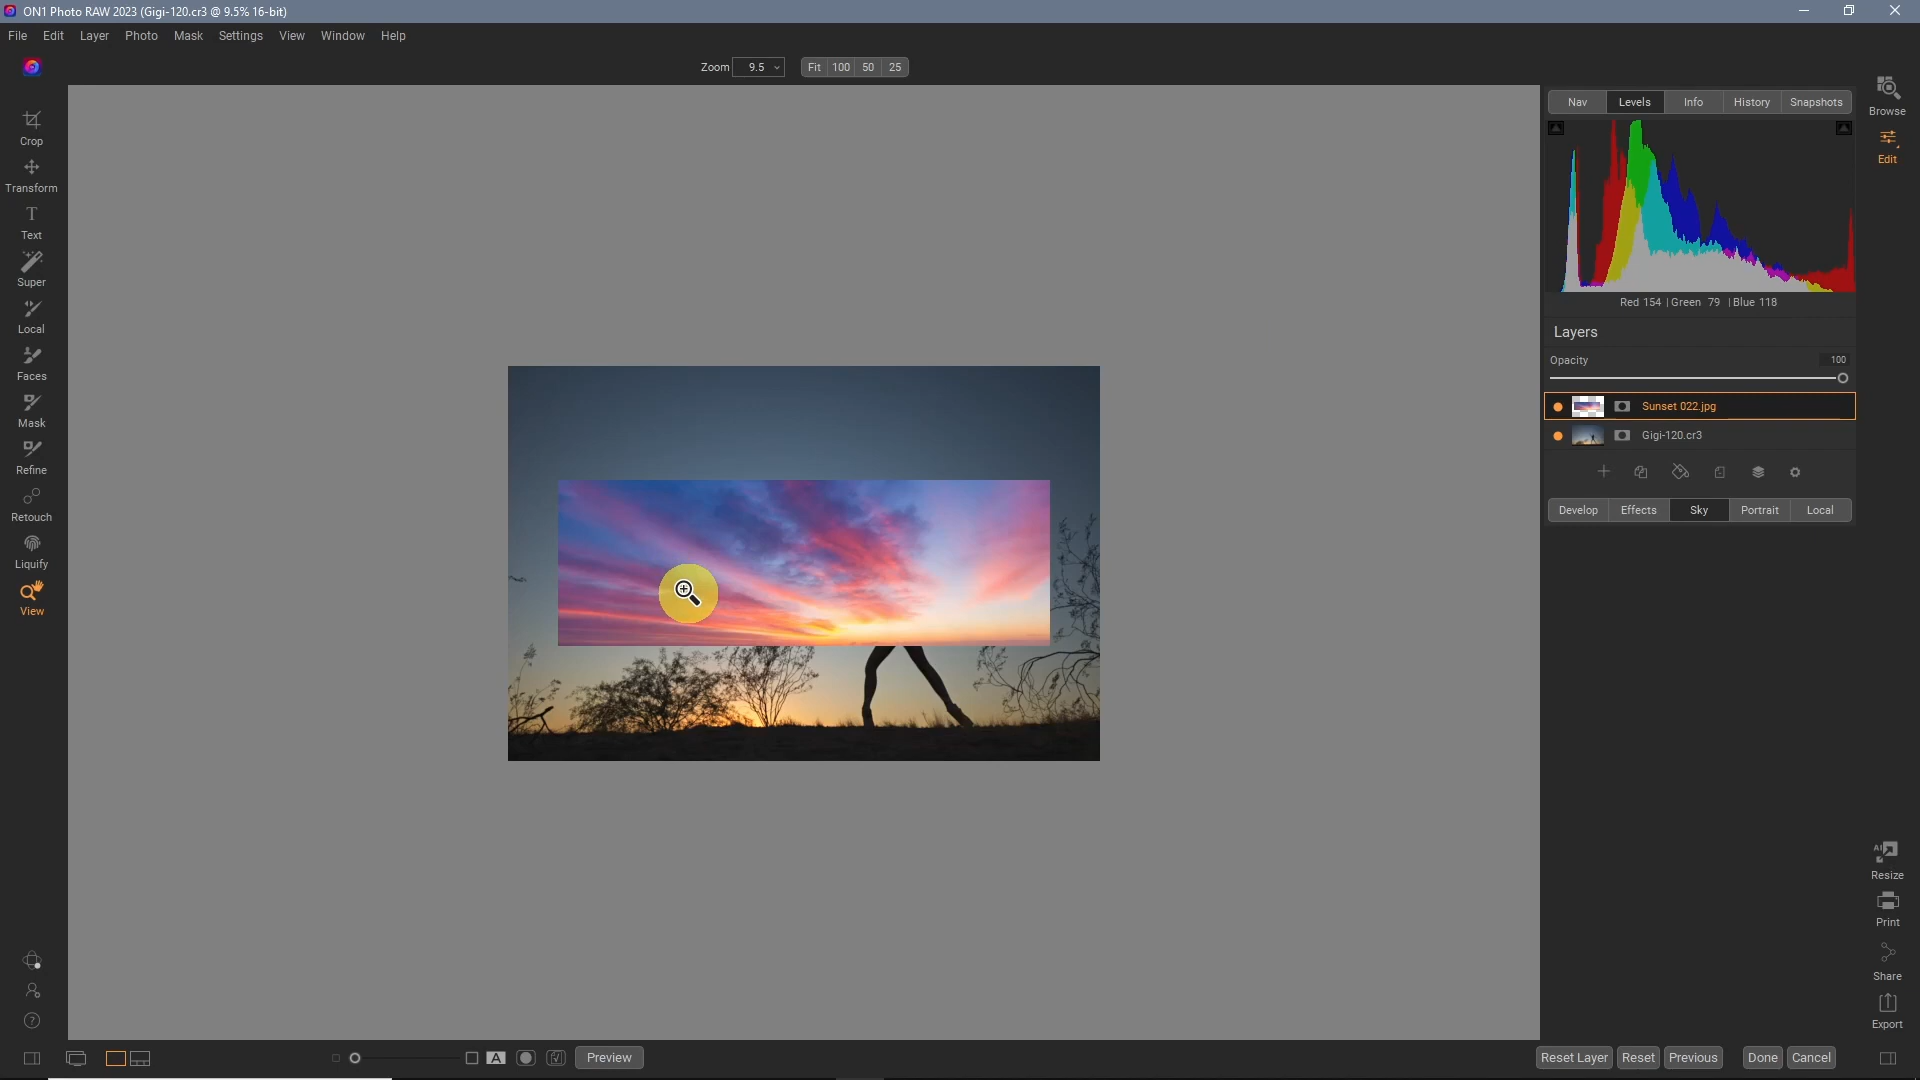 ON1 Photo RAW 2023 (Gigi-120.cr3 @ 9.5% 16-bit)
File Edit Layer Photo Mask Settings View Window Help
Zoom 9.5 Fit 100 50 25
Crop
Transform
T
Text
Super
Local
Faces
Mask
Refine
Retouch
Liquify
View
Nav Levels Info History Snapshots
Red 154 | Green 79 | Blue 118
Layers
Opacity 100
Sunset 022.jpg
Gigi-120.cr3
Develop Effects Sky Portrait Local
Browse
Edit
AI
Resize
Print
Share
Export
?
A Preview
Reset Layer Reset Previous Done Cancel